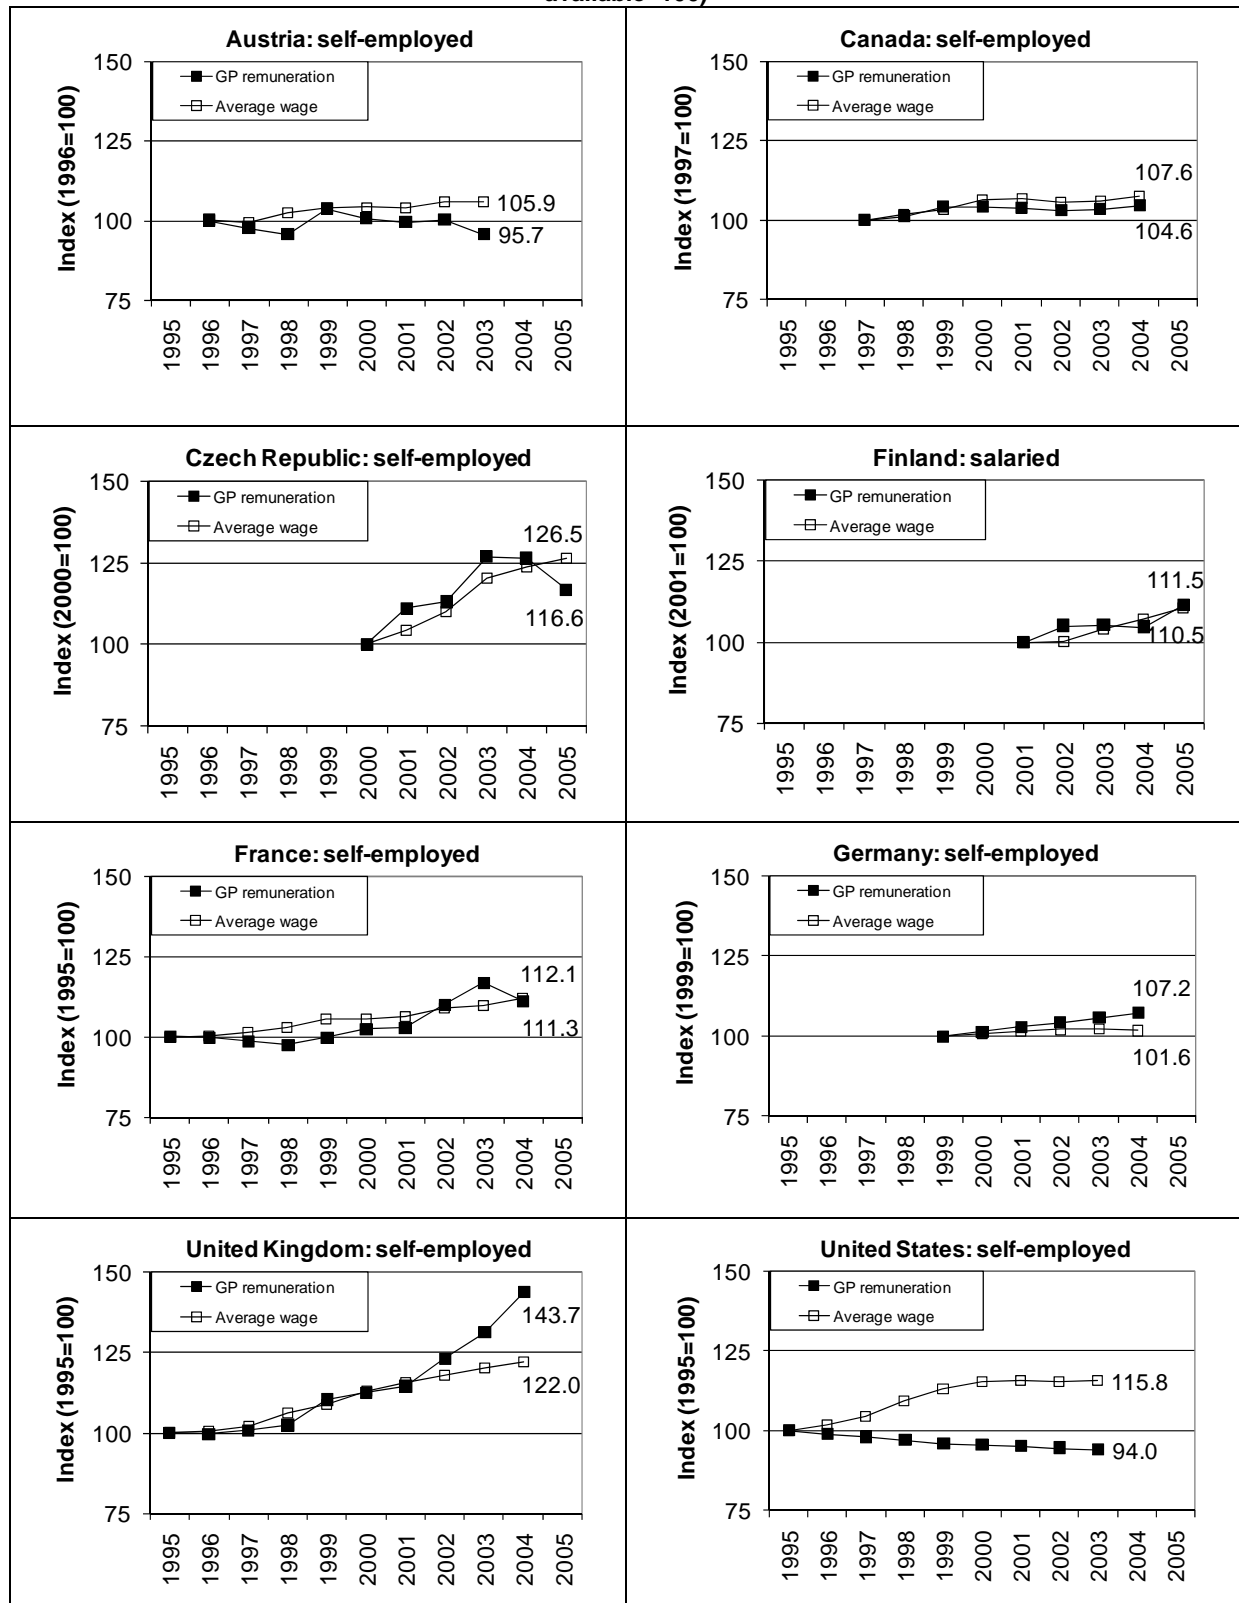 available=100)
Austria: self-employed
150
125
100
75
Index (1996=100)
GP remuneration
Average wage
105.9
95.7
1995 1996 1997 1998 1999 2000 2001 2002 2003 2004 2005
Canada: self-employed
150
125
100
75
Index (1997=100)
GP remuneration
Average wage
107.6
104.6
1995 1996 1997 1998 1999 2000 2001 2002 2003 2004 2005
Czech Republic: self-employed
150
125
100
75
Index (2000=100)
GP remuneration
Average wage
126.5
116.6
1995 1996 1997 1998 1999 2000 2001 2002 2003 2004 2005
Finland: salaried
150
125
100
75
Index (2001=100)
GP remuneration
Average wage
111.5
110.5
1995 1996 1997 1998 1999 2000 2001 2002 2003 2004 2005
France: self-employed
150
125
100
75
Index (1995=100)
GP remuneration
Average wage
112.1
111.3
1995 1996 1997 1998 1999 2000 2001 2002 2003 2004 2005
Germany: self-employed
150
125
100
75
Index (1999=100)
GP remuneration
Average wage
107.2
101.6
1995 1996 1997 1998 1999 2000 2001 2002 2003 2004 2005
United Kingdom: self-employed
150
125
100
75
Index (1995=100)
GP remuneration
Average wage
143.7
122.0
1995 1996 1997 1998 1999 2000 2001 2002 2003 2004 2005
United States: self-employed
150
125
100
75
Index (1995=100)
GP remuneration
Average wage
115.8
94.0
1995 1996 1997 1998 1999 2000 2001 2002 2003 2004 2005